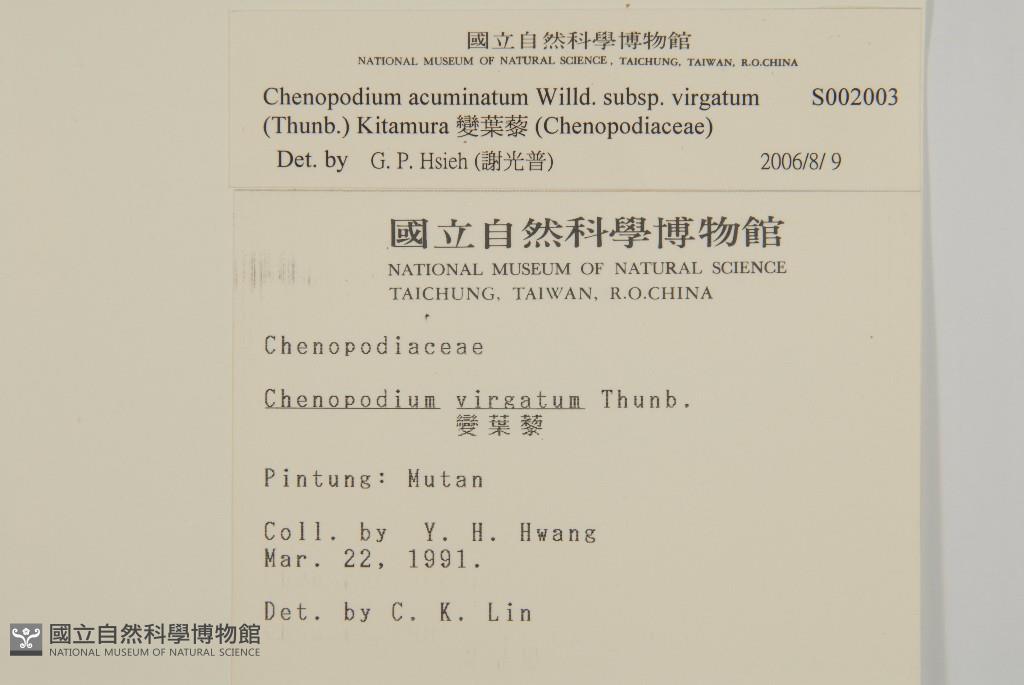 國立自然科學博物館
NATIONAL MUSEUM OF NATURAL SCIENCE, TAICHUNG, TAIWAN, R.O.CHINA
Chenopodium acuminatum Willd. subsp. virgatum S002003
(Thunb.) Kitamura 變葉藜 (Chenopodiaceae)
Det. by G. P. Hsieh (謝光普) 2006/8/ 9
國立自然科學博物館
NATIONAL MUSEUM OF NATURAL SCIENCE
TAICHUNG, TAIWAN, R.O.CHINA
Chenopodiaceae
Chenopodium virgatum Thunb.
變葉藜
Pintung: Mutan
Coll. by Y. H. Hwang
Mar. 22, 1991.
Det. by C. K. Lin
國立自然科學博物館
NATIONAL MUSEUM OF NATURAL SCIENCE